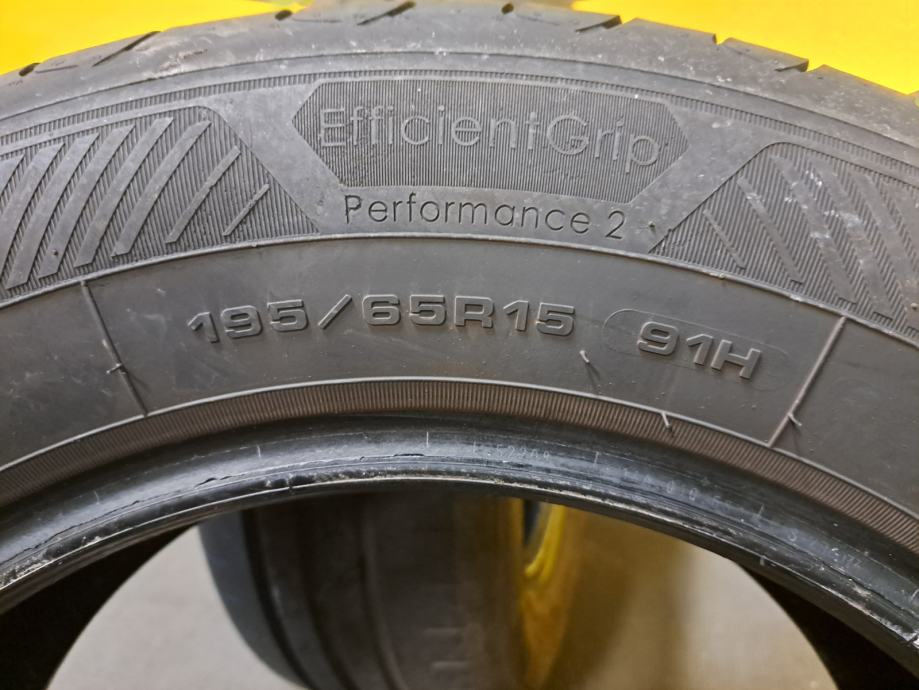 EfficientGrip
Performance 2
195/65R15 91H